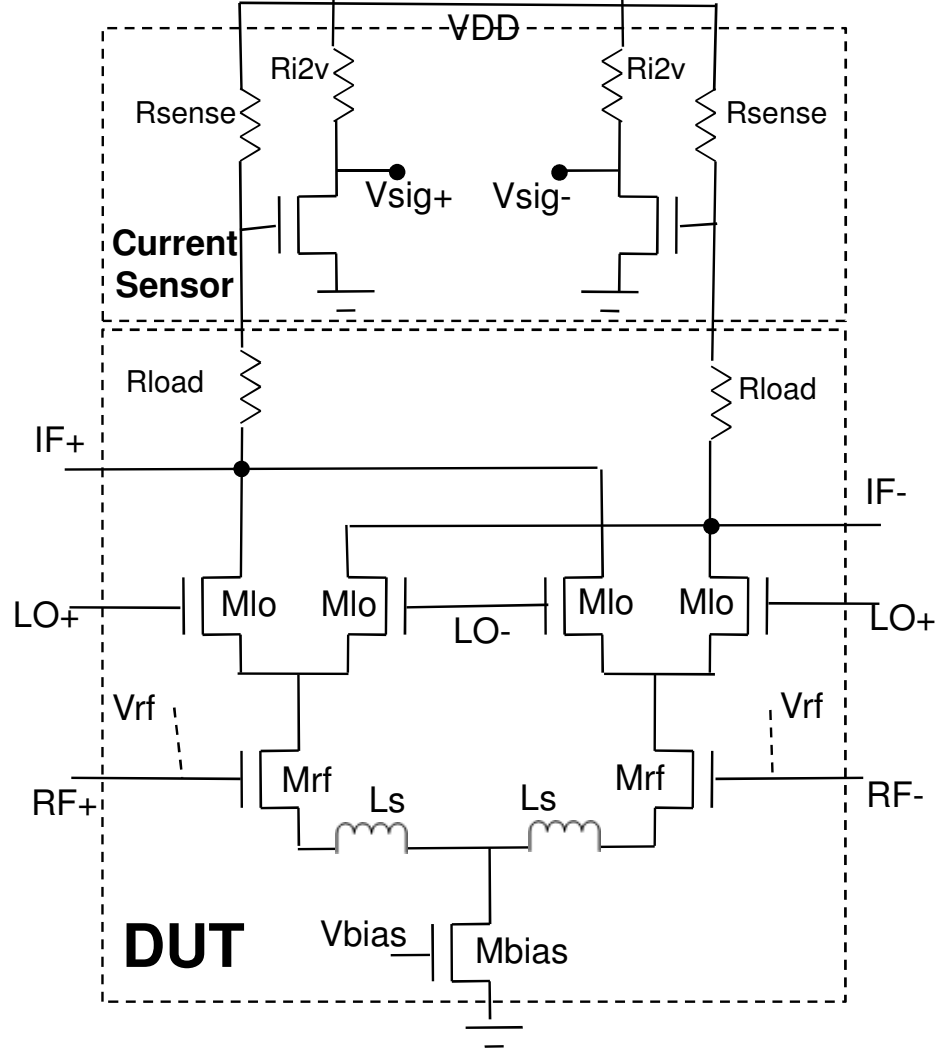 VDD
Ri2v
Ri2v
Rsense
Rsense
Vsig+
Vsig-
Current
Sensor
Rload
Rload
IF+
IF-
LO+
Mlo
Mlo
LO-
Mlo
Mlo
LO+
Vrf
Vrf
RF+
Mrf
Mrf
RF-
Ls
Ls
DUT
Vbias
Mbias